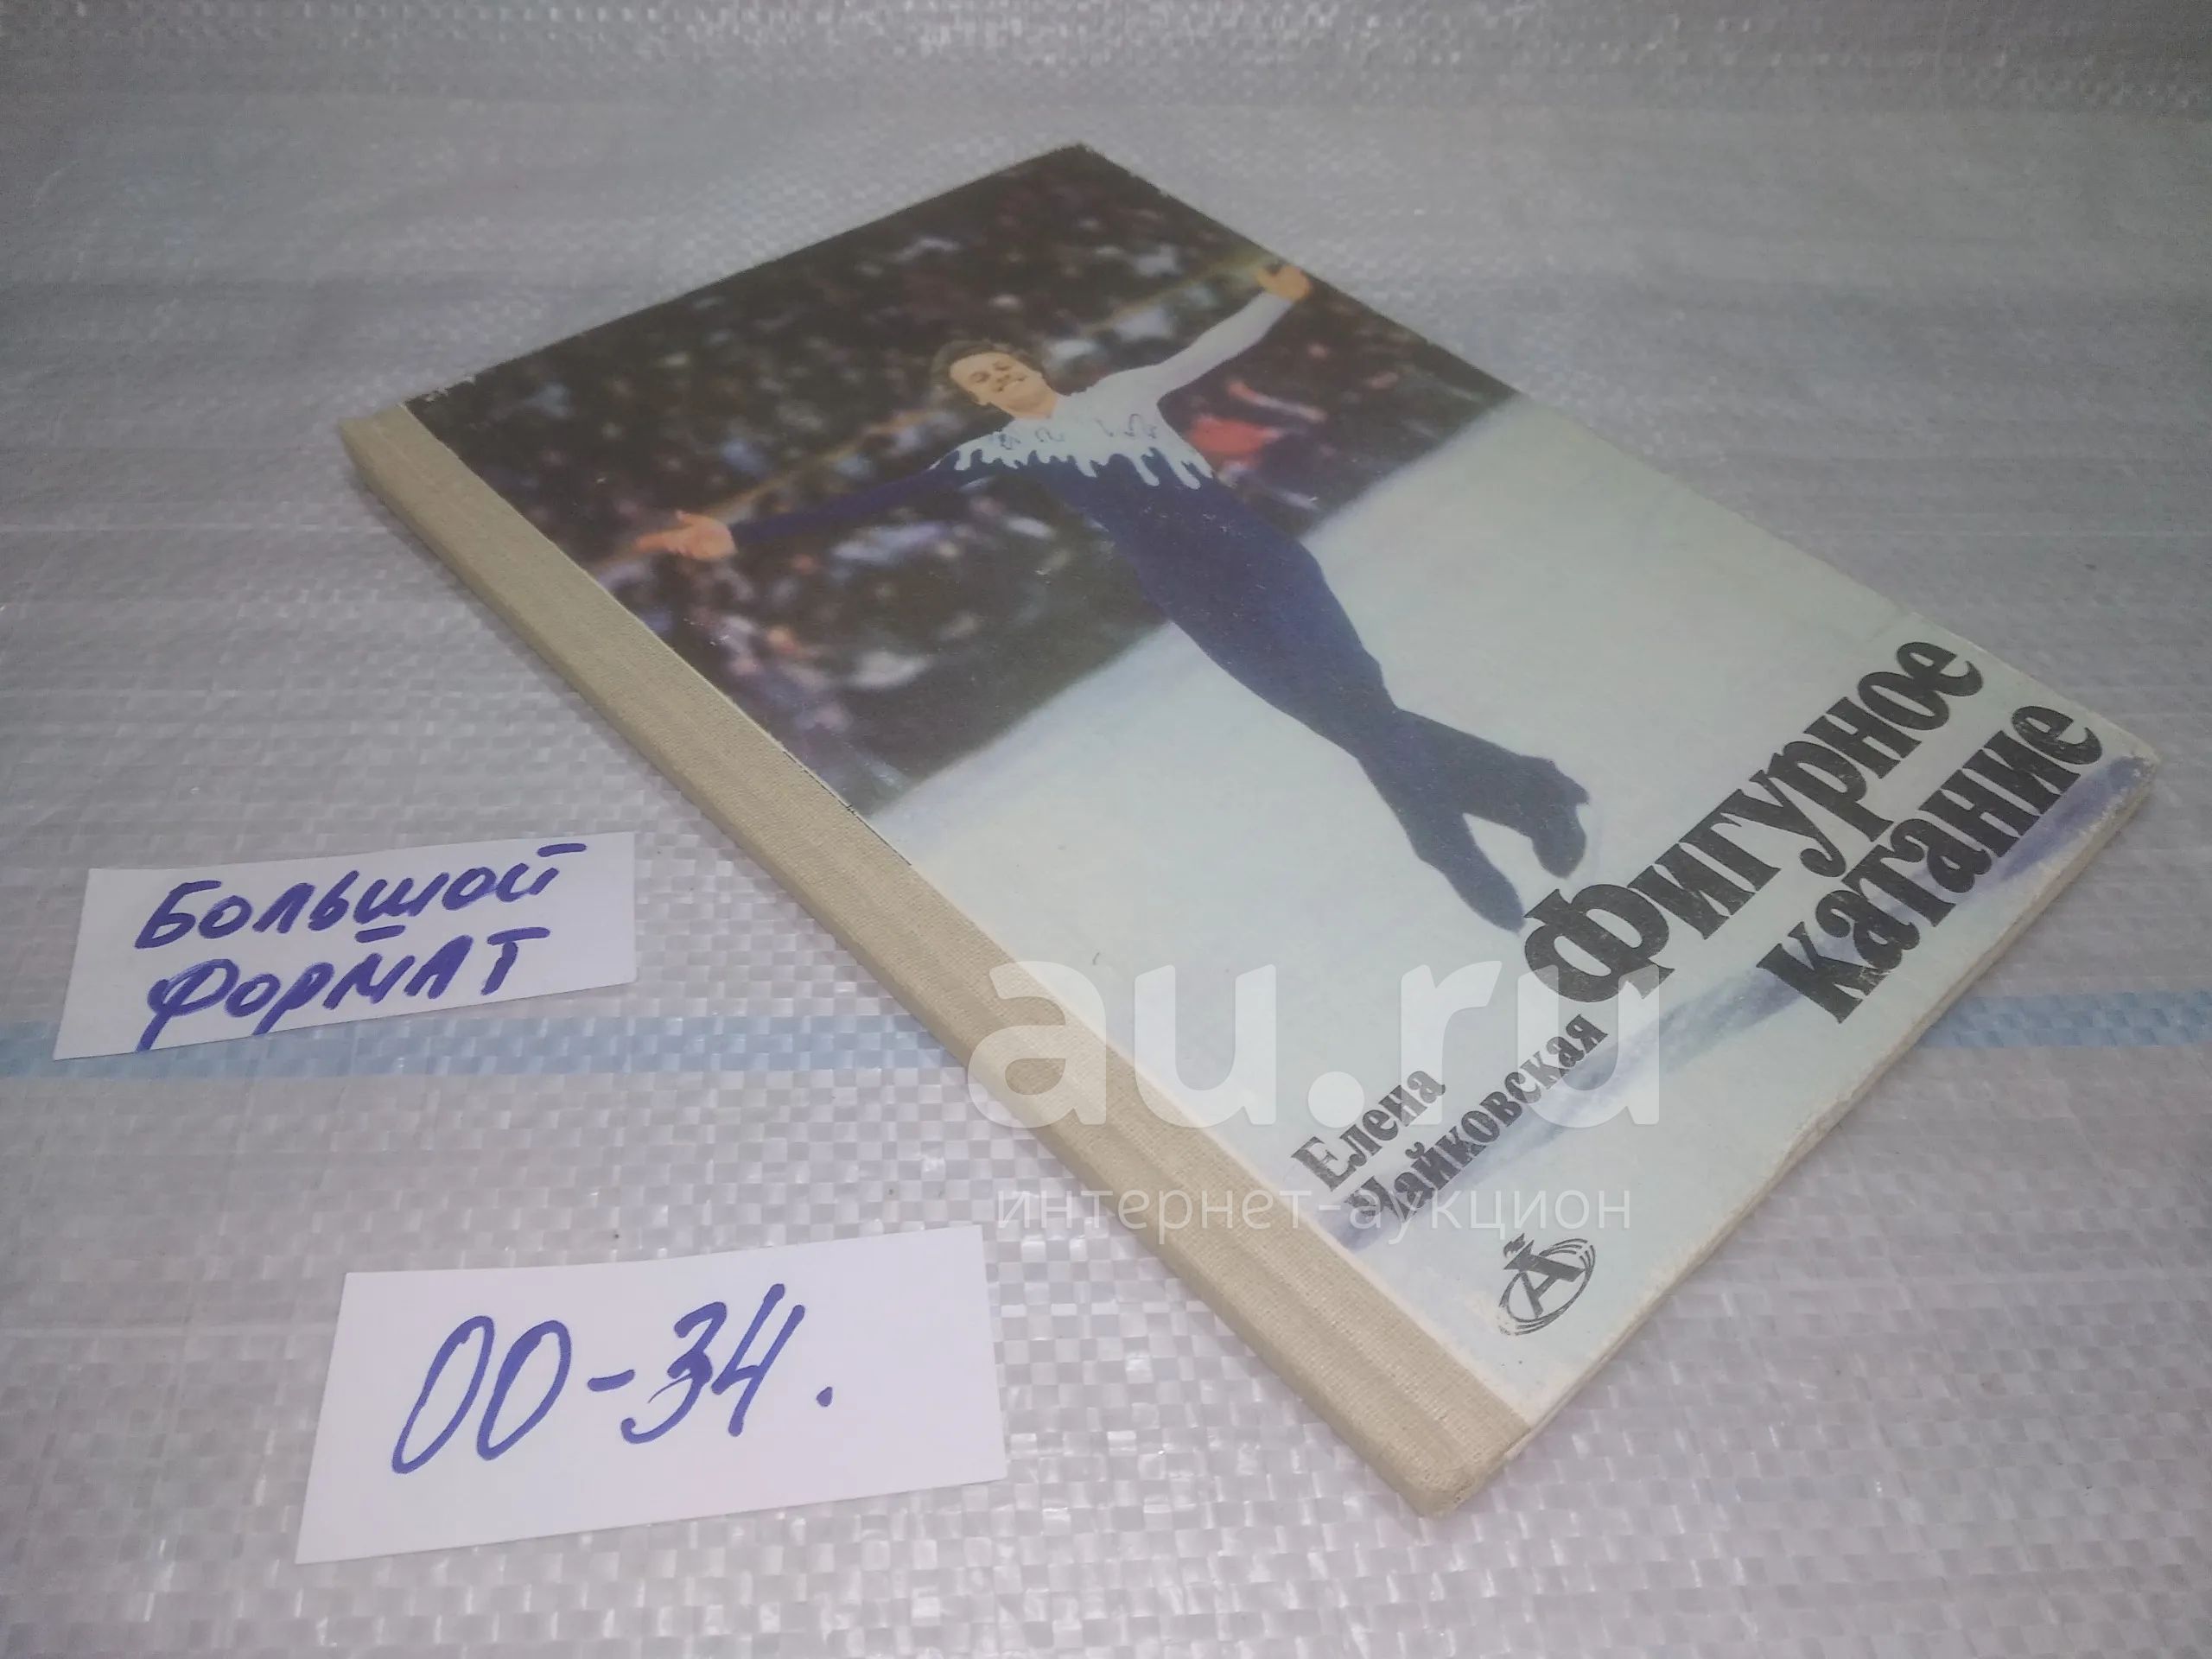 Фигурное
катание
Елена
Чайковская
А
БОЛЬШОЙ
ФОРМАТ
00-34.
au.ru
интернет-аукцион